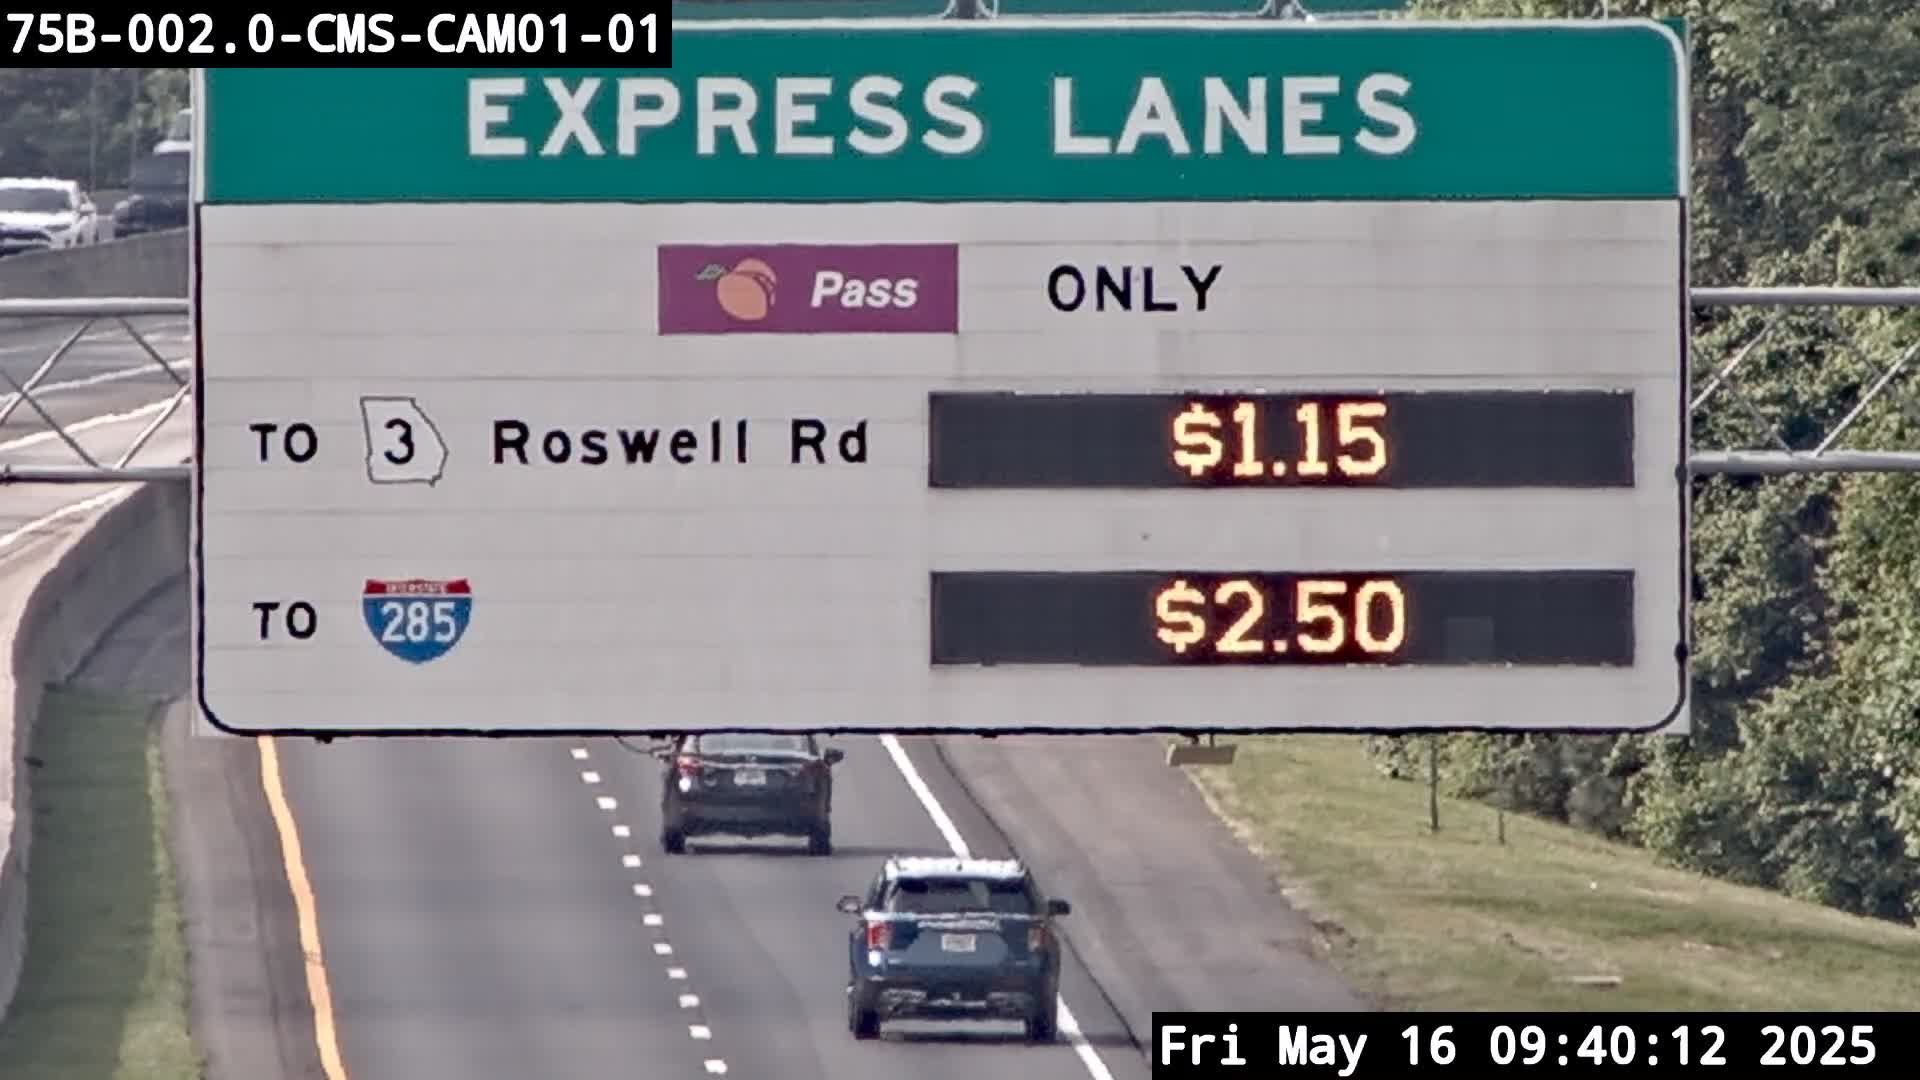 75B-002.0-CMS-CAM01-01
EXPRESS LANES
Pass ONLY
TO 3 Roswell Rd $1.15
INTERSTATE
TO 285 $2.50
Fri May 16 09:40:12 2025